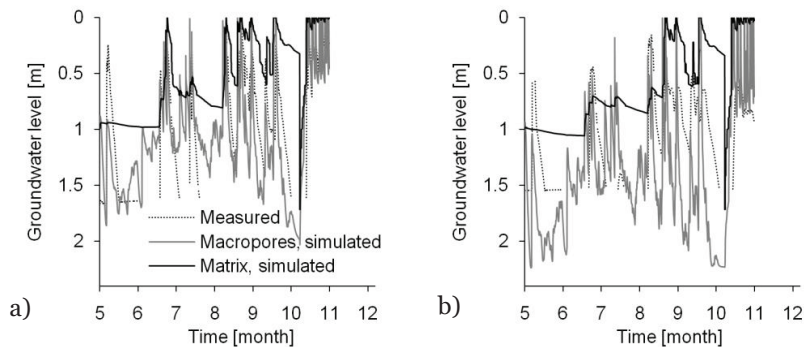 0
0.5
1
1.5
2
Groundwater level [m]
Measured
Macropores, simulated
Matrix, simulated
5 6 7 8 9 10 11 12
Time [month]
a)
0
0.5
1
1.5
2
Groundwater level [m]
5 6 7 8 9 10 11 12
Time [month]
b)